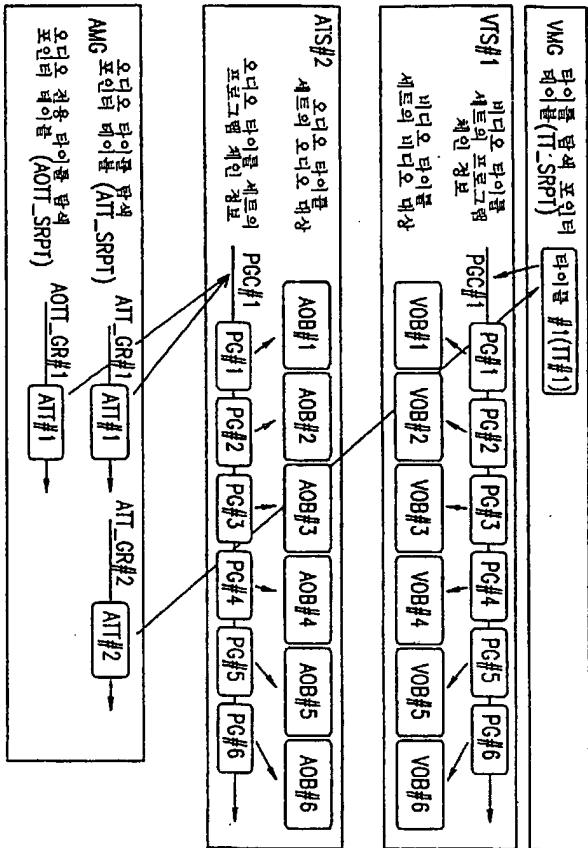 VMG
타이틀 탐색 포인터
테이블(TT_SRPT)
타이틀 #1(TT#1)
VTS#1
비디오 타이틀
세트의 프로그램
체인 정보
PGC#1
PG#1 PG#2 PG#3 PG#4 PG#5 PG#6
비디오 타이틀
세트의 비디오 대상
VOB#1 VOB#2 VOB#3 VOB#4 VOB#5 VOB#6
ATS#2
오디오 타이틀
세트의 오디오 대상
AOB#1 AOB#2 AOB#3 AOB#4 AOB#5 AOB#6
오디오 타이틀 세트의
프로그램 체인 정보
PGC#1
PG#1 PG#2 PG#3 PG#4 PG#5 PG#6
AMG
오디오 타이틀 탐색
포인터 테이블 (ATT_SRPT)
ATT_GR#1
ATT#1
ATT_GR#2
ATT#2
오디오 전용 타이틀 탐색
포인터 테이블 (AOTT_SRPT)
AOTT_GR#1
ATT#1